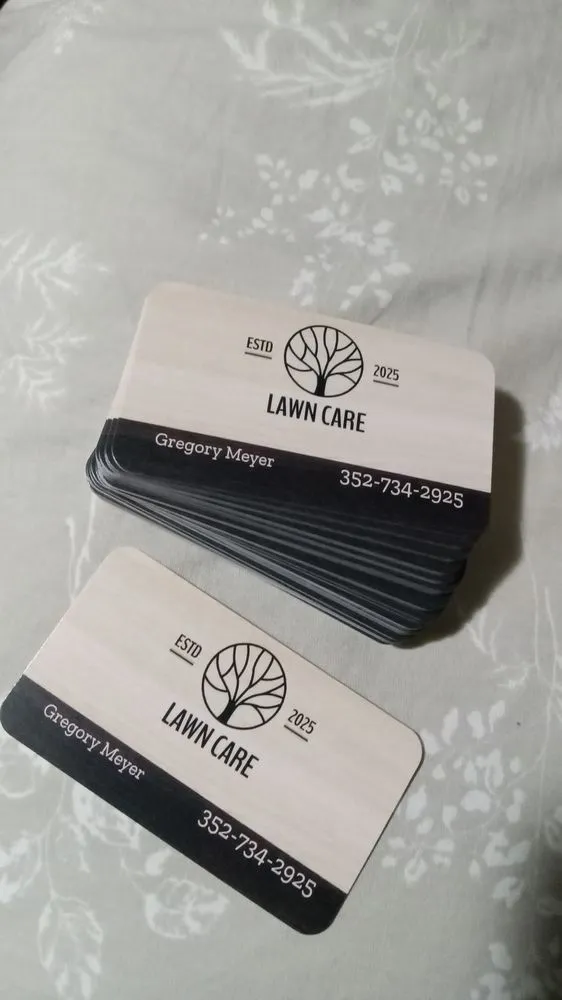 ESTD 2025
LAWN CARE
Gregory Meyer
352-734-2925
ESTD 2025
LAWN CARE
Gregory Meyer
352-734-2925